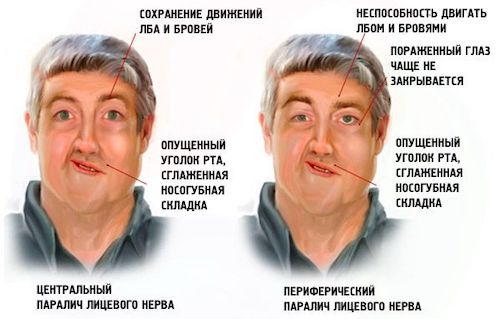 СОХРАНЕНИЕ ДВИЖЕНИЙ
ЛБА И БРОВЕЙ
ОПУЩЕННЫЙ
УГОЛОК РТА,
СГЛАЖЕННАЯ
НОСОГУБНАЯ
СКЛАДКА
ЦЕНТРАЛЬНЫЙ
ПАРАЛИЧ ЛИЦЕВОГО НЕРВА
НЕСПОСОБНОСТЬ ДВИГАТЬ
ЛБОМ И БРОВЯМИ
ПОРАЖЕННЫЙ ГЛАЗ
ЧАЩЕ НЕ
ЗАКРЫВАЕТСЯ
ОПУЩЕННЫЙ
УГОЛОК РТА,
СГЛАЖЕННАЯ
НОСОГУБНАЯ
СКЛАДКА
ПЕРИФЕРИЧЕСКИЙ
ПАРАЛИЧ ЛИЦЕВОГО НЕРВА